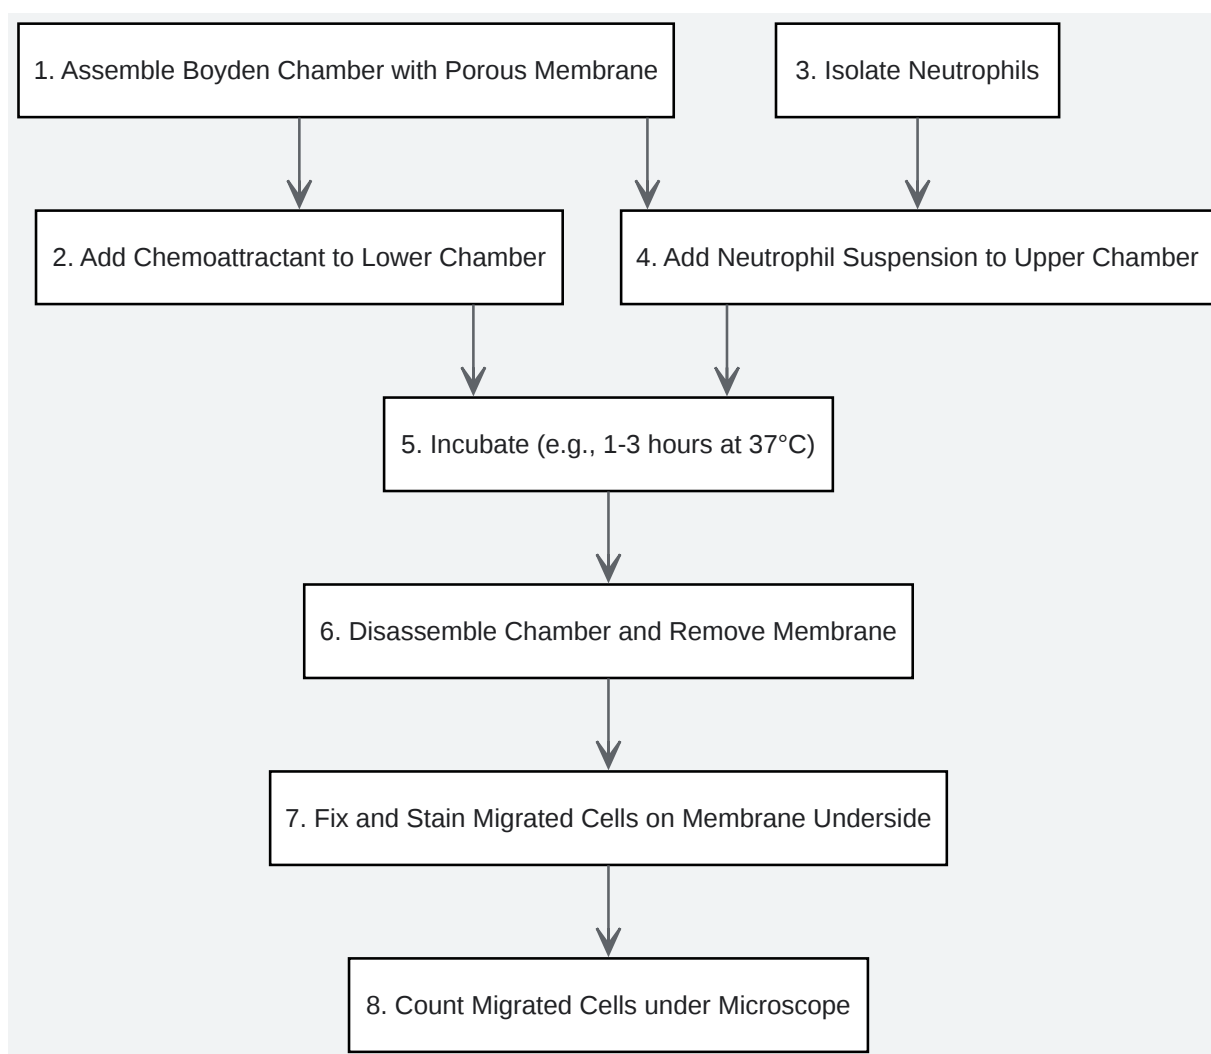 1. Assemble Boyden Chamber with Porous Membrane
3. Isolate Neutrophils
2. Add Chemoattractant to Lower Chamber
4. Add Neutrophil Suspension to Upper Chamber
5. Incubate (e.g., 1-3 hours at 37°C)
6. Disassemble Chamber and Remove Membrane
7. Fix and Stain Migrated Cells on Membrane Underside
8. Count Migrated Cells under Microscope